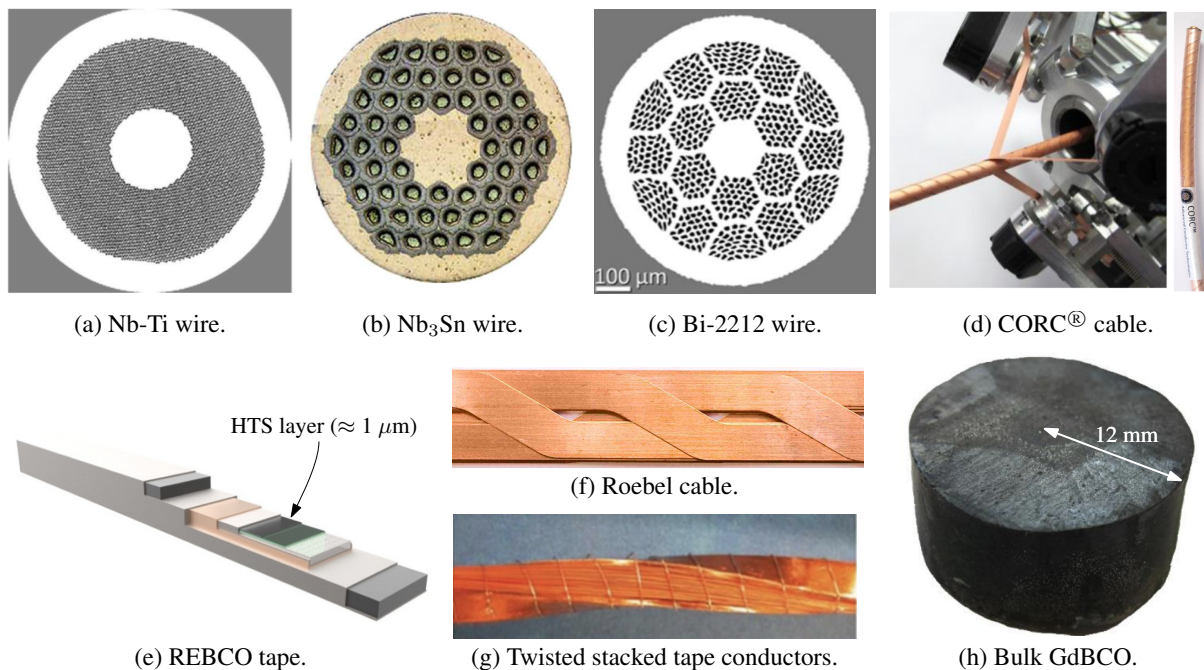 100 μm
CORC™
(a) Nb-Ti wire.
(b) Nb₃Sn wire.
(c) Bi-2212 wire.
(d) CORC® cable.
HTS layer (≈ 1 μm)
12 mm
(f) Roebel cable.
(e) REBCO tape.
(g) Twisted stacked tape conductors.
(h) Bulk GdBCO.